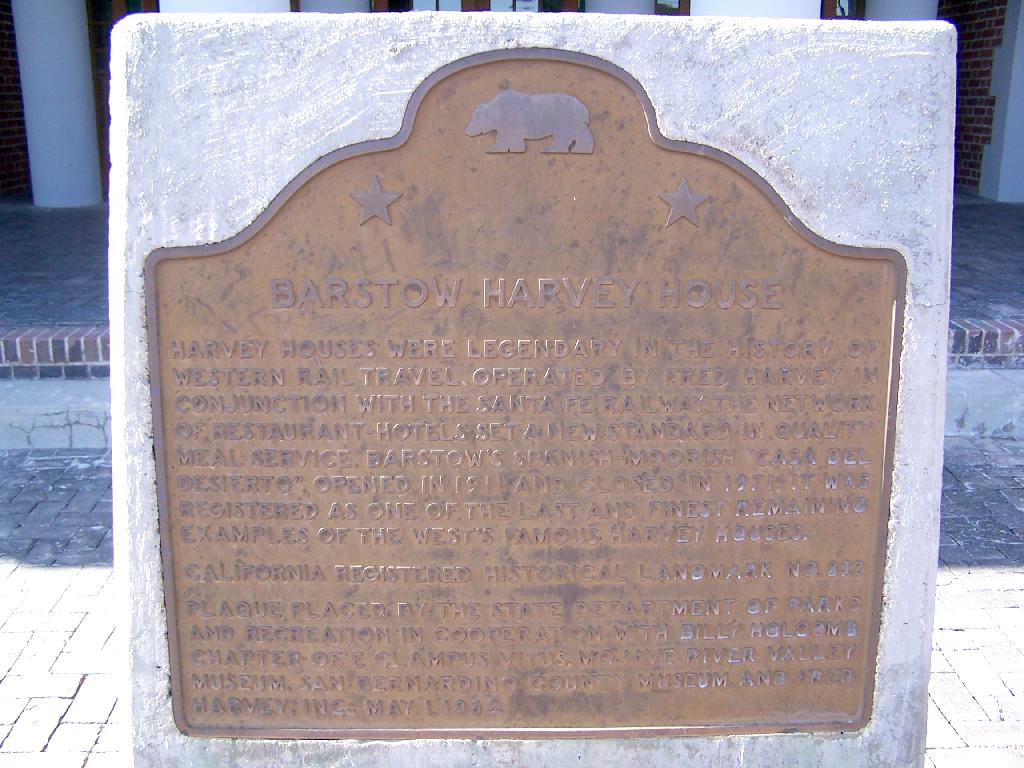 BARSTOW HARVEY HOUSE
HARVEY HOUSES WERE LEGENDARY IN THE HISTORY OF
WESTERN RAIL TRAVEL. OPERATED BY FRED HARVEY IN
CONJUNCTION WITH THE SANTA FE RAILWAY, THE NETWORK
OF RESTAURANT-HOTELS SET A NEW STANDARD IN QUALITY
MEAL SERVICE. BARSTOW'S SPANISH-MOORISH "CASA DEL
DESIERTO", OPENED IN 1911 AND CLOSED IN 1971. IT WAS
REGISTERED AS ONE OF THE LAST AND FINEST REMAINING
EXAMPLES OF THE WEST'S FAMOUS HARVEY HOUSES.
CALIFORNIA REGISTERED HISTORICAL LANDMARK NO. 892
PLAQUE PLACED BY THE STATE DEPARTMENT OF PARKS
AND RECREATION IN COOPERATION WITH BILLY HOLCOMB
CHAPTER OF E CLAMPUS VITUS, MOJAVE RIVER VALLEY
MUSEUM, SAN BERNARDINO COUNTY MUSEUM, AND FRED
HARVEY, INC. MAY 1,